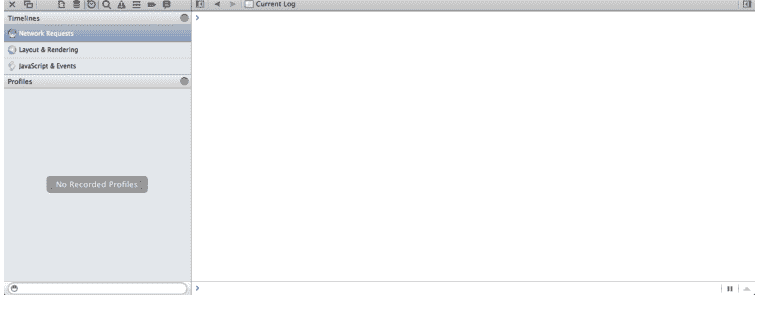 Current Log
Timelines
Network Requests
Layout & Rendering
JavaScript & Events
Profiles
No Recorded Profiles